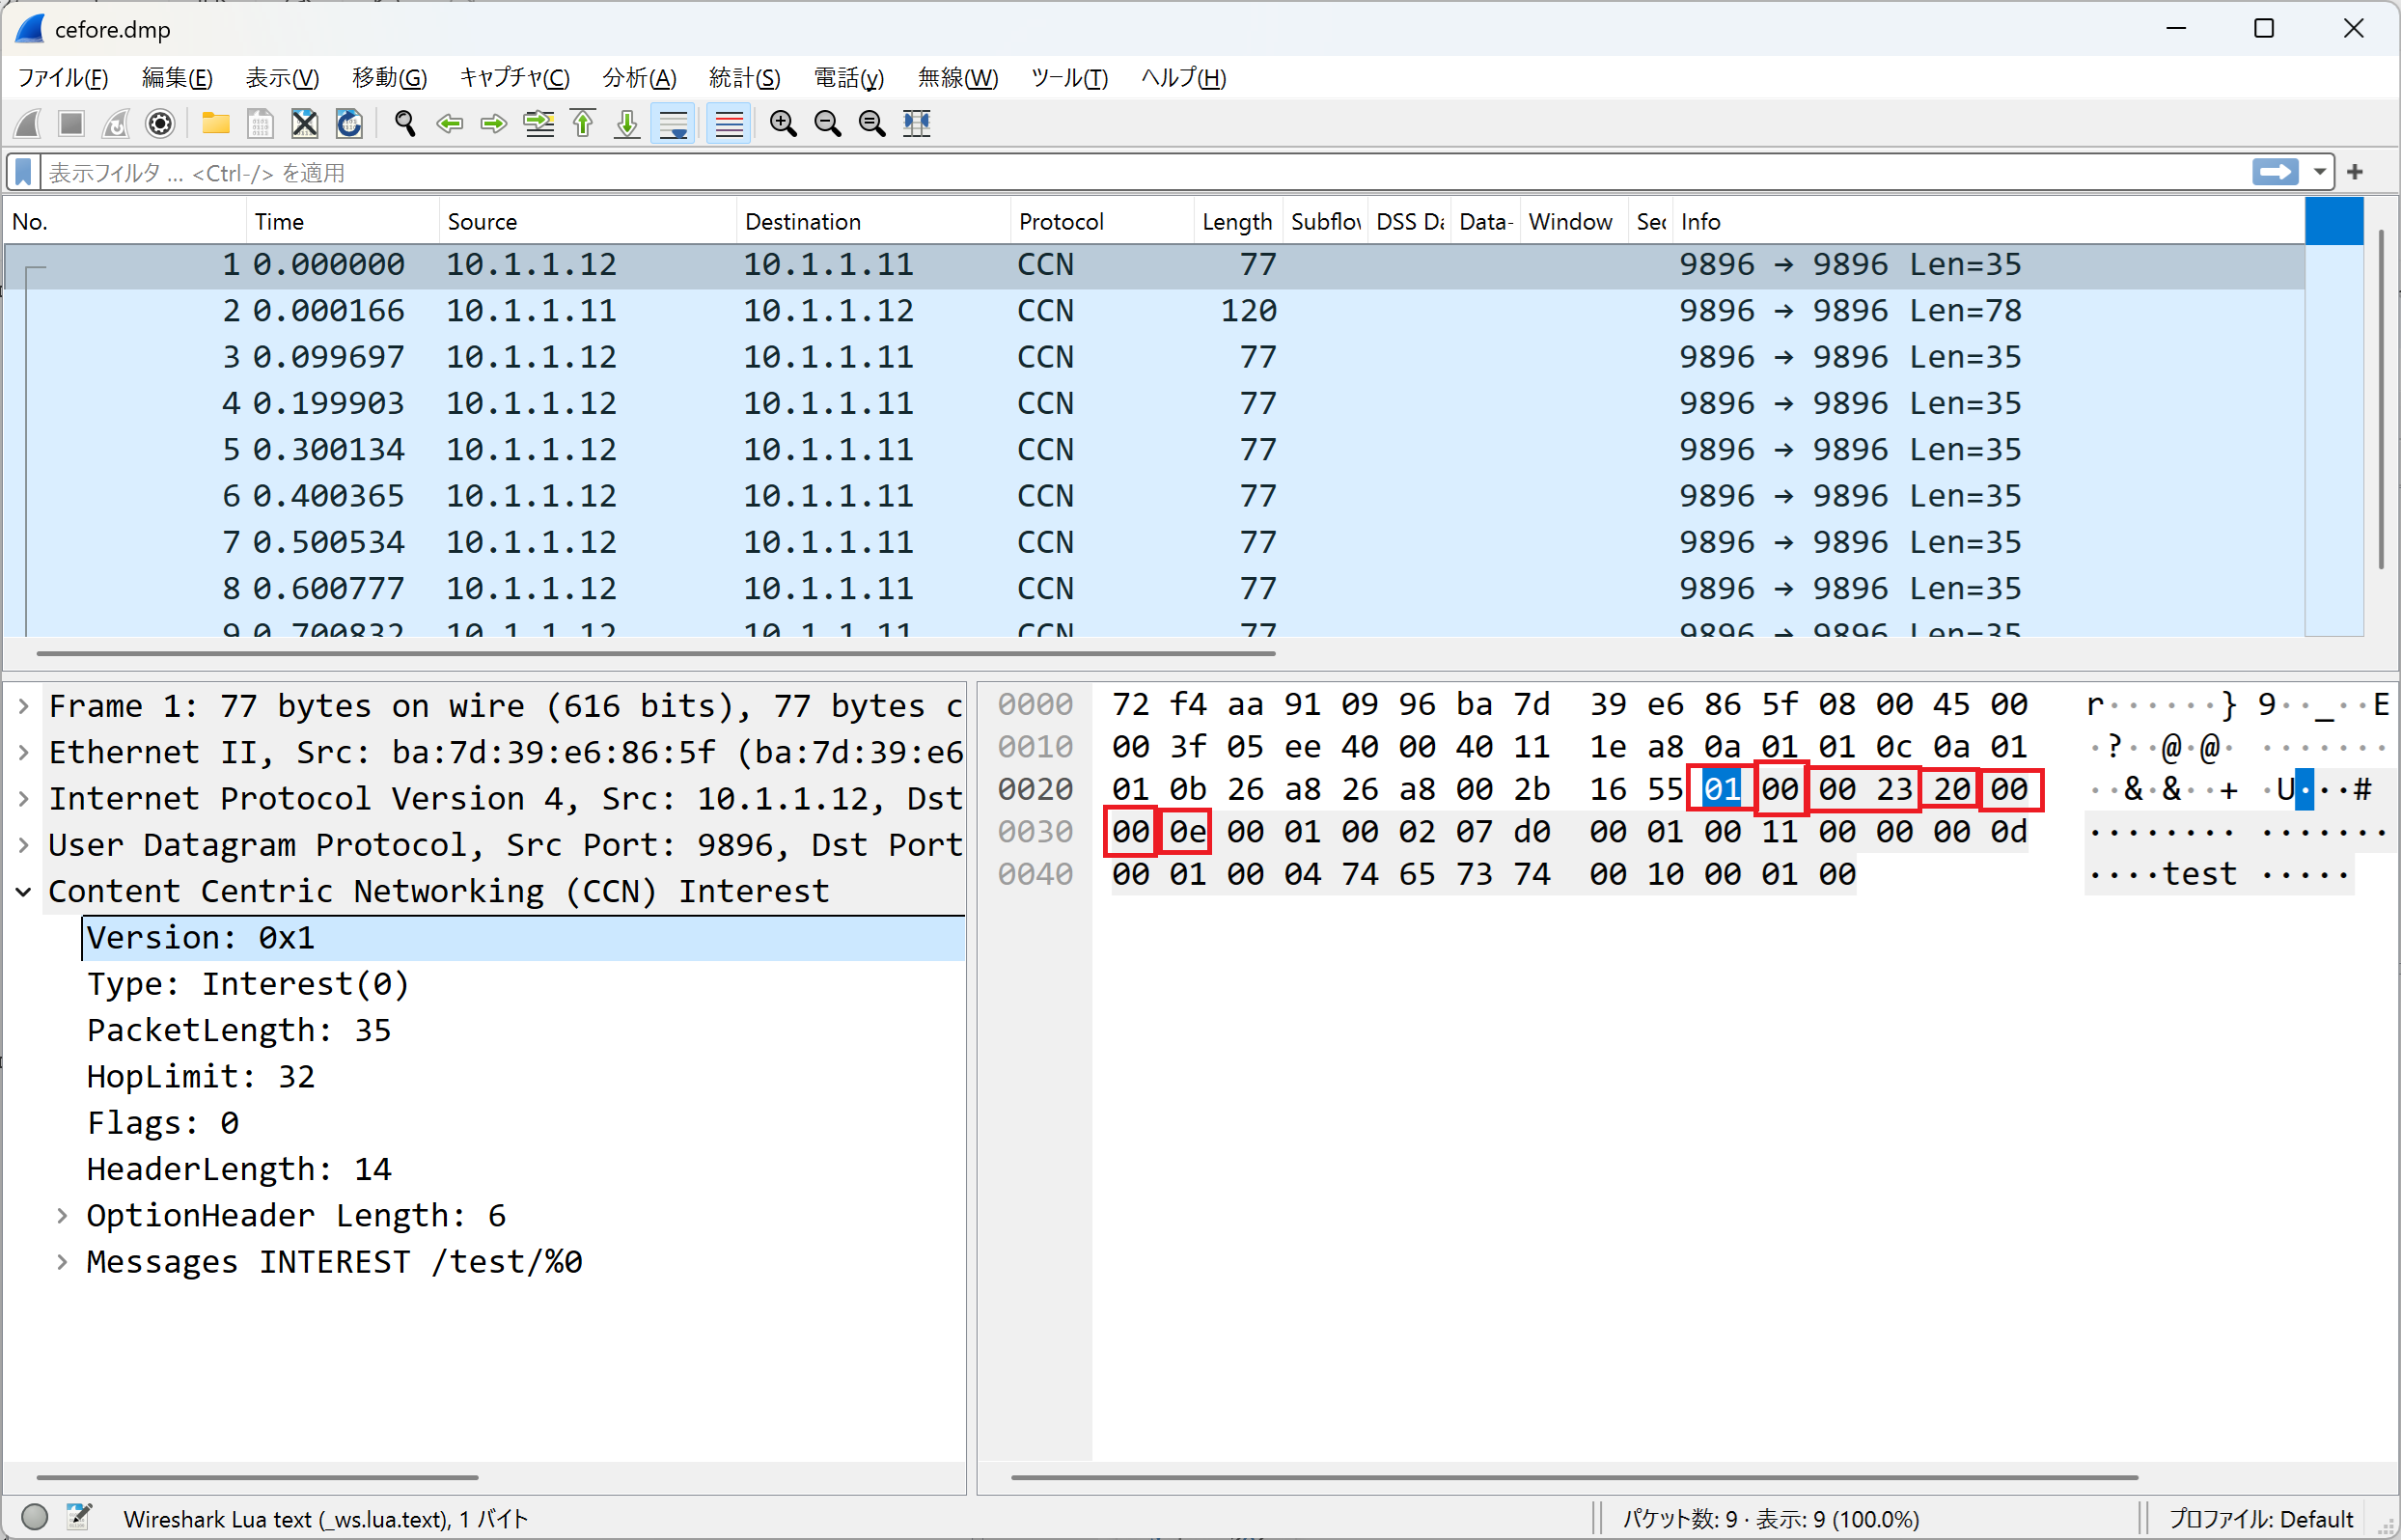 cefore.dmp
ファイル(F) 編集(E) 表示(V) 移動(G) キャプチャ(C) 分析(A) 統計(S) 電話(y) 無線(W) ツール(T) ヘルプ(H)
表示フィルタ ... <Ctrl-/> を適用
No. Time Source Destination Protocol Length Subflov DSS Da Data- Window Sec Info
1 0.000000 10.1.1.12 10.1.1.11 CCN 77 9896 → 9896 Len=35
2 0.000166 10.1.1.11 10.1.1.12 CCN 120 9896 → 9896 Len=78
3 0.099697 10.1.1.12 10.1.1.11 CCN 77 9896 → 9896 Len=35
4 0.199903 10.1.1.12 10.1.1.11 CCN 77 9896 → 9896 Len=35
5 0.300134 10.1.1.12 10.1.1.11 CCN 77 9896 → 9896 Len=35
6 0.400365 10.1.1.12 10.1.1.11 CCN 77 9896 → 9896 Len=35
7 0.500534 10.1.1.12 10.1.1.11 CCN 77 9896 → 9896 Len=35
8 0.600777 10.1.1.12 10.1.1.11 CCN 77 9896 → 9896 Len=35
9 0.700832 10.1.1.12 10.1.1.11 CCN 77 9896 → 9896 Len=35
Frame 1: 77 bytes on wire (616 bits), 77 bytes c
Ethernet II, Src: ba:7d:39:e6:86:5f (ba:7d:39:e6
Internet Protocol Version 4, Src: 10.1.1.12, Dst
User Datagram Protocol, Src Port: 9896, Dst Port
Content Centric Networking (CCN) Interest
Version: 0x1
Type: Interest(0)
PacketLength: 35
HopLimit: 32
Flags: 0
HeaderLength: 14
OptionHeader Length: 6
Messages INTEREST /test/%0
0000 72 f4 aa 91 09 96 ba 7d 39 e6 86 5f 08 00 45 00 r······} 9··_··E
0010 00 3f 05 ee 40 00 40 11 1e a8 0a 01 01 0c 0a 01 ·?··@·@· ·······
0020 01 0b 26 a8 26 a8 00 2b 16 55 01 00 00 23 20 00 ··&·&··+ ·U···#
0030 00 0e 00 01 00 02 07 d0 00 01 00 11 00 00 00 0d ········ ·······
0040 00 01 00 04 74 65 73 74 00 10 00 01 00 ····test ·····
Wireshark Lua text (_ws.lua.text), 1 バイト パケット数: 9 · 表示: 9 (100.0%) プロファイル: Default